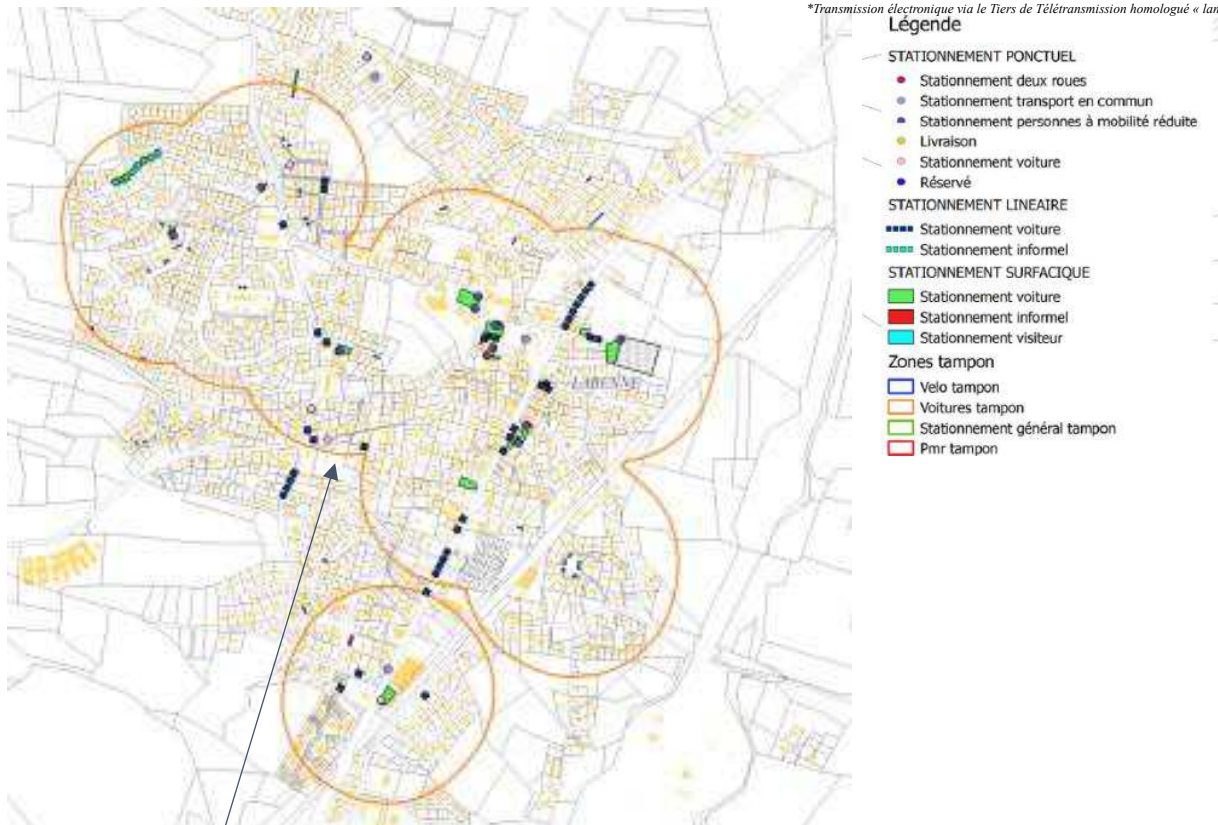 *Transmission électronique via le Tiers de Télétransmission homologué « lan
Légende
STATIONNEMENT PONCTUEL
Stationnement deux roues
Stationnement transport en commun
Stationnement personnes à mobilité réduite
Livraison
Stationnement voiture
Réservé
STATIONNEMENT LINEAIRE
Stationnement voiture
Stationnement informel
STATIONNEMENT SURFACIQUE
Stationnement voiture
Stationnement informel
Stationnement visiteur
Zones tampon
Velo tampon
Voitures tampon
Stationnement général tampon
Pmr tampon
LABENNE